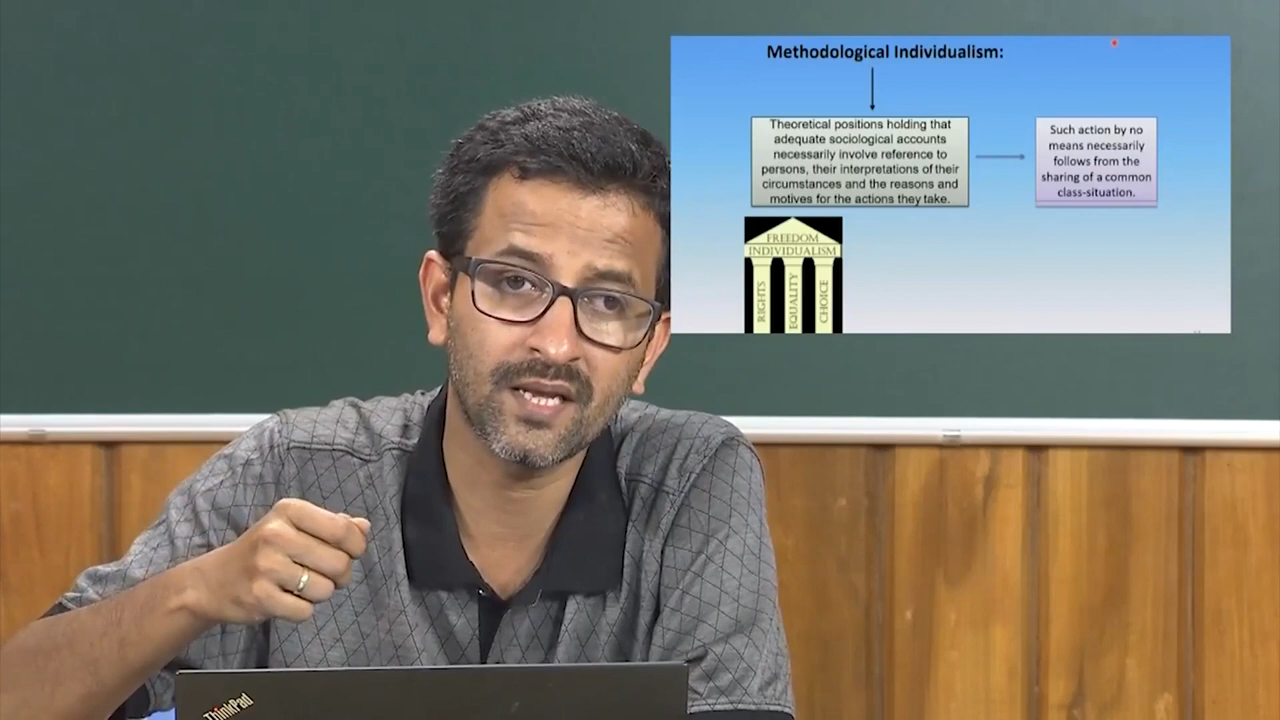 Methodological Individualism:
Theoretical positions holding that
adequate sociological accounts
necessarily involve reference to
persons, their interpretations of their
circumstances and the reasons and
motives for the actions they take.
Such action by no
means necessarily
follows from the
sharing of a common
class-situation.
FREEDOM
INDIVIDUALISM
RIGHTS
EQUALITY
CHOICE
ThinkPad